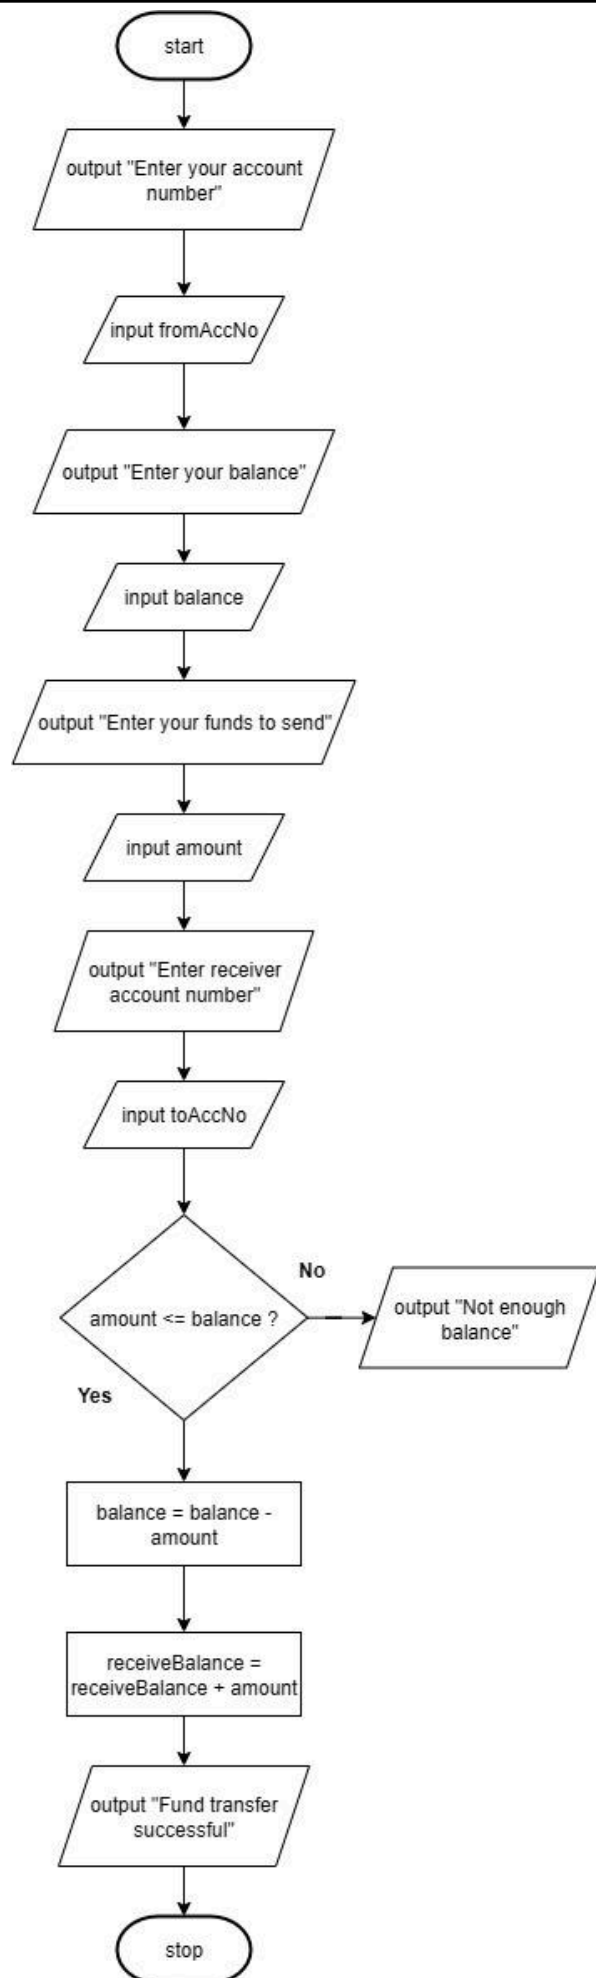 start
output "Enter your account
number"
input fromAccNo
output "Enter your balance"
input balance
output "Enter your funds to send"
input amount
output "Enter receiver
account number"
input toAccNo
amount <= balance ?
No
output "Not enough
balance"
Yes
balance = balance -
amount
receiveBalance =
receiveBalance + amount
output "Fund transfer
successful"
stop